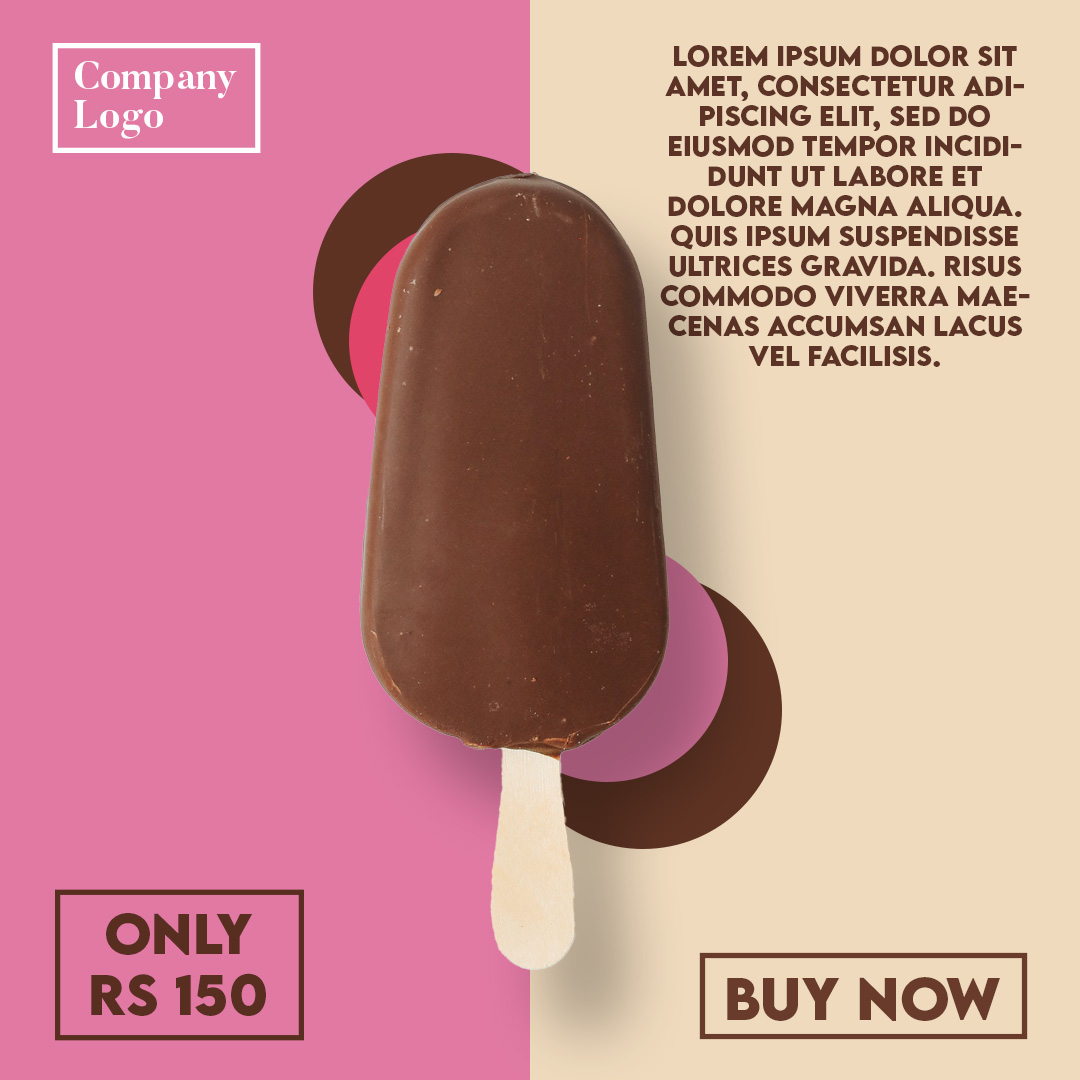 Company
Logo
LOREM IPSUM DOLOR SIT
AMET, CONSECTETUR ADI-
PISCING ELIT, SED DO
EIUSMOD TEMPOR INCIDI-
DUNT UT LABORE ET
DOLORE MAGNA ALIQUA.
QUIS IPSUM SUSPENDISSE
ULTRICES GRAVIDA. RISUS
COMMODO VIVERRA MAE-
CENAS ACCUMSAN LACUS
VEL FACILISIS.
ONLY
RS 150
BUY NOW